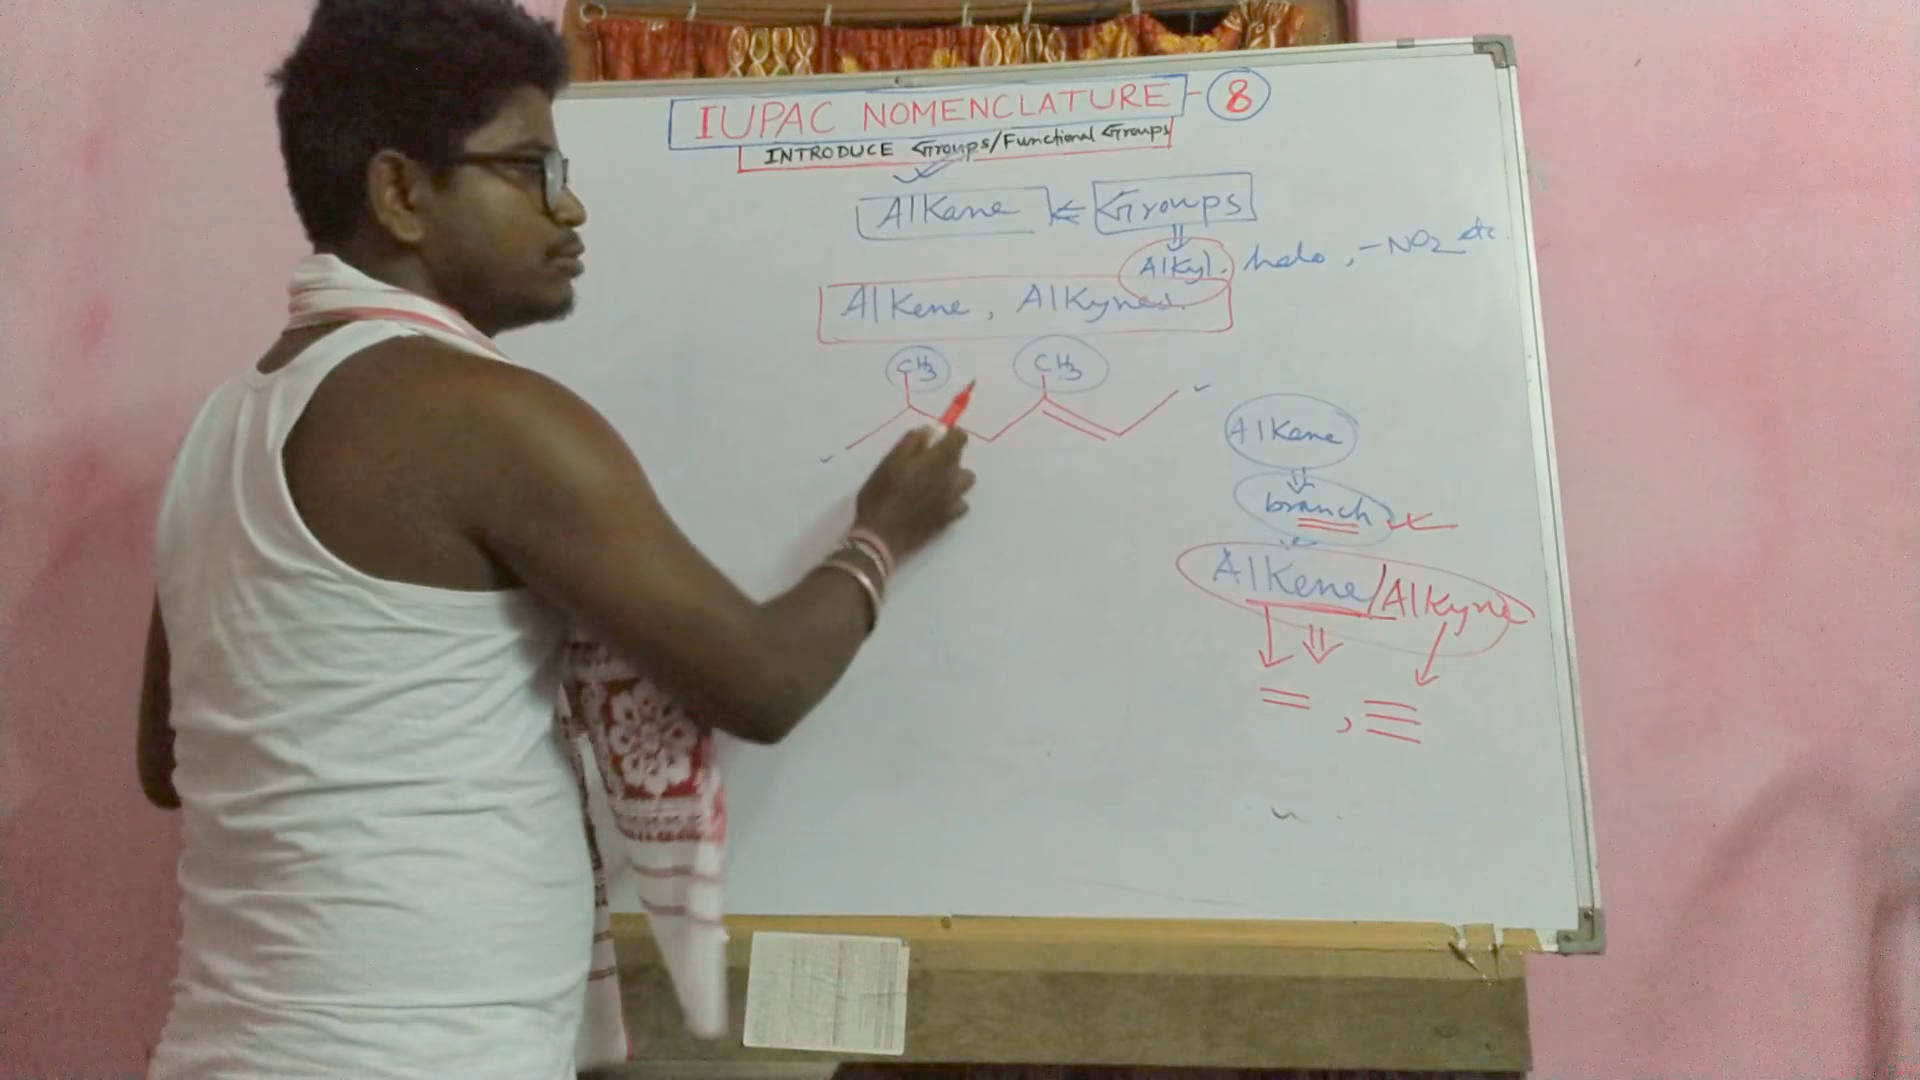 IUPAC NOMENCLATURE - 8
INTRODUCE Groups/Functional Groups
Alkane Groups
Alkyl, halo, -NO2 etc.
Alkene, Alkynes.
CH3 CH3
Alkane
branch
Alkene/Alkyne